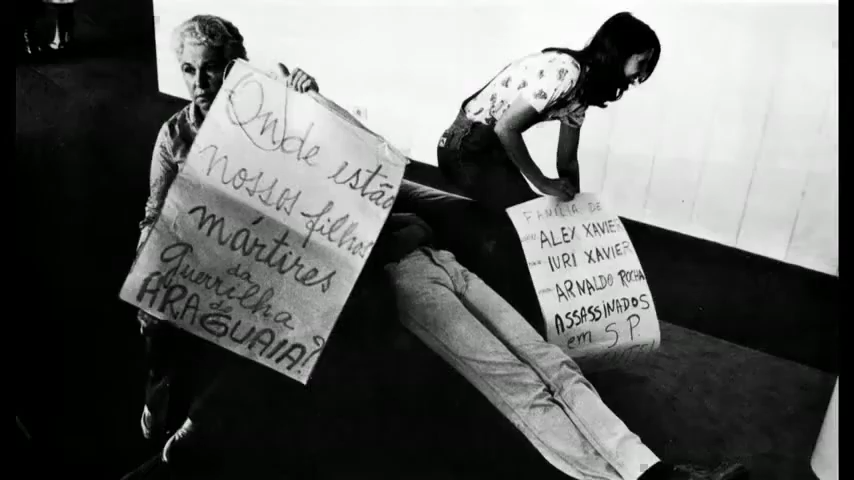 Onde estão
nossos filhos
mártires
da
guerrilha
do
ARAGUAIA?
FAMÍLIA DE
ALEX XAVIER
IURI XAVIER
ARNALDO ROCHA
ASSASSINADOS
em S P.